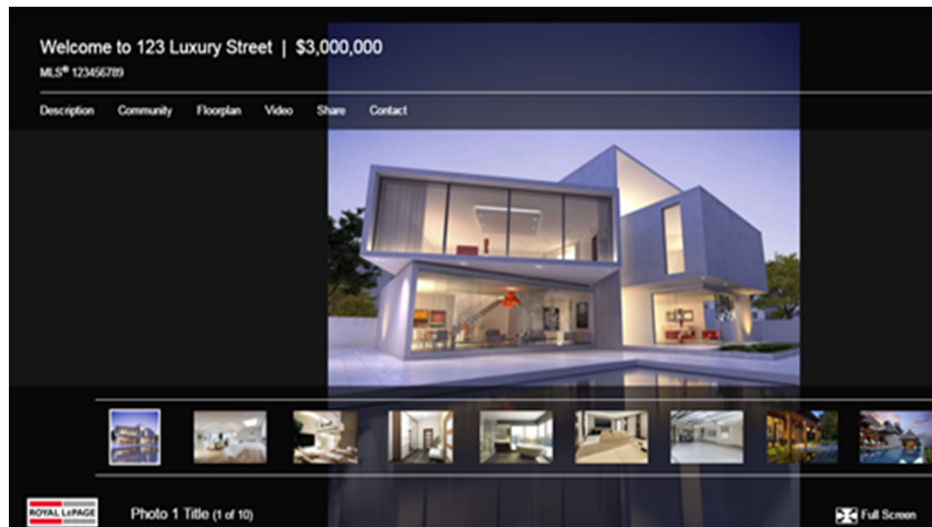 Welcome to 123 Luxury Street | $3,000,000
MLS® 123456789
Description Community Floorplan Video Share Contact
ROYAL LEPAGE
Photo 1 Title (1 of 10)
Full Screen